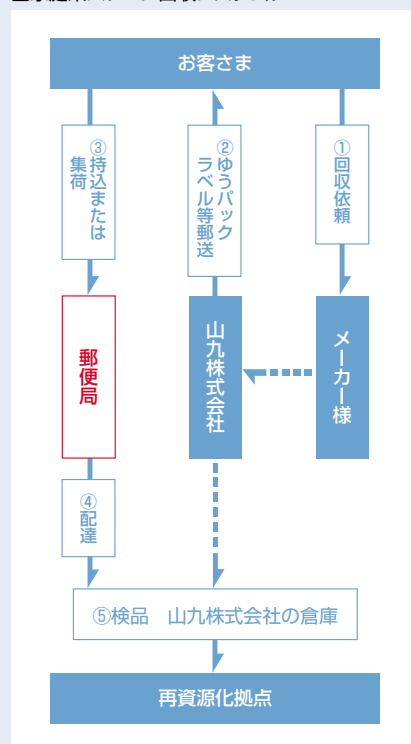 お客さま
③持込または
集荷
②ゆうパック
ラベル等郵送
①回収依頼
郵便局
山九株式会社
メーカー様
④配達
⑤検品　山九株式会社の倉庫
再資源化拠点